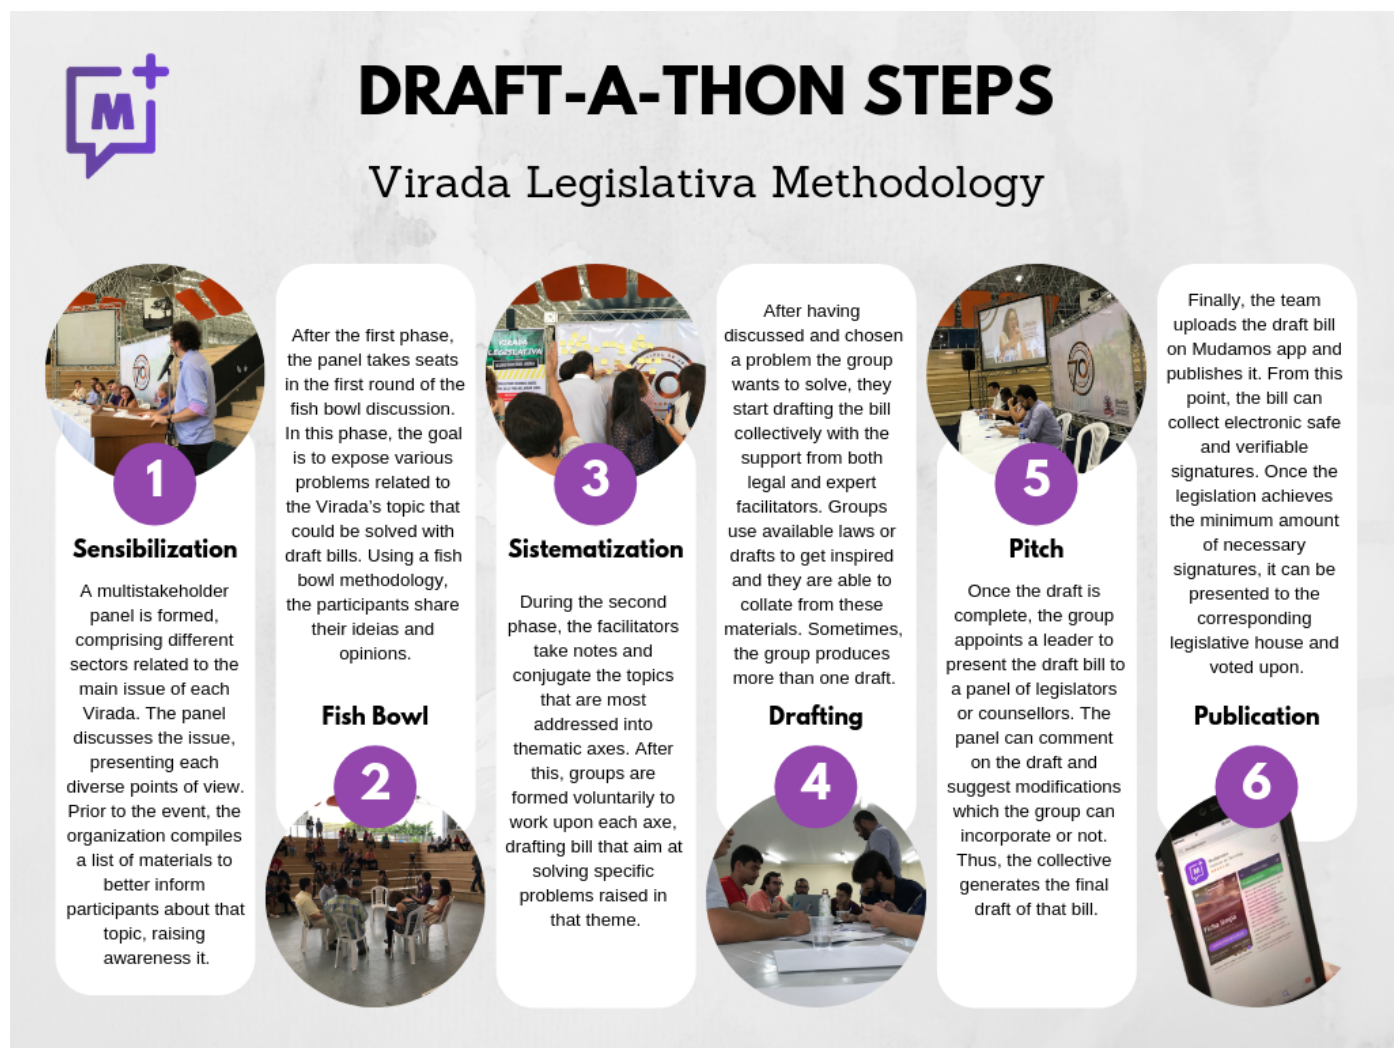 M
DRAFT-A-THON STEPS
Virada Legislativa Methodology
1
Sensibilization
A multistakeholder
panel is formed,
comprising different
sectors related to the
main issue of each
Virada. The panel
discusses the issue,
presenting each
diverse points of view.
Prior to the event, the
organization compiles
a list of materials to
better inform
participants about that
topic, raising
awareness it.
After the first phase,
the panel takes seats
in the first round of the
fish bowl discussion.
In this phase, the goal
is to expose various
problems related to
the Virada's topic that
could be solved with
draft bills. Using a fish
bowl methodology,
the participants share
their ideias and
opinions.
Fish Bowl
2
VIRADA
LEGISLATIVA
3
Sistematization
During the second
phase, the facilitators
take notes and
conjugate the topics
that are most
addressed into
thematic axes. After
this, groups are
formed voluntarily to
work upon each axe,
drafting bill that aim at
solving specific
problems raised in
that theme.
After having
discussed and chosen
a problem the group
wants to solve, they
start drafting the bill
collectively with the
support from both
legal and expert
facilitators. Groups
use available laws or
drafts to get inspired
and they are able to
collate from these
materials. Sometimes,
the group produces
more than one draft.
Drafting
4
70
5
Pitch
Once the draft is
complete, the group
appoints a leader to
present the draft bill to
a panel of legislators
or counsellors. The
panel can comment
on the draft and
suggest modifications
which the group can
incorporate or not.
Thus, the collective
generates the final
draft of that bill.
Finally, the team
uploads the draft bill
on Mudamos app and
publishes it. From this
point, the bill can
collect electronic safe
and verifiable
signatures. Once the
legislation achieves
the minimum amount
of necessary
signatures, it can be
presented to the
corresponding
legislative house and
voted upon.
Publication
6
M
Ficha limpa